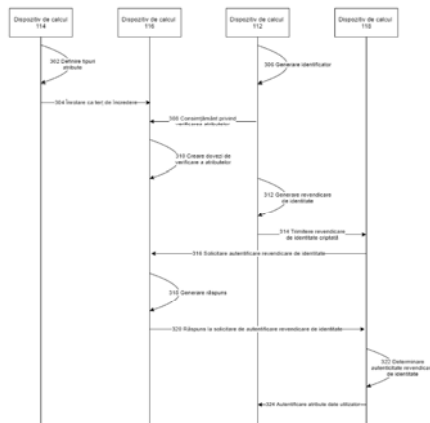 Dispozitiv de calcul
114
Dispozitiv de calcul
116
Dispozitiv de calcul
112
Dispozitiv de calcul
118
302 Definire tipuri
atribute
306 Generare identificator
304 Înrolare ca terț de încredere
308 Consimțământ privind
verificarea atributelor
310 Creare dovezi de
verificare a atributelor
312 Generare revendicare
de identitate
314 Trimitere revendicare
de identitate criptată
316 Solicitare autentificare revendicare de identitate
318 Generare răspuns
320 Răspuns la solicitare de autentificare revendicare de identitate
322 Determinare
autenticitate revendicare
de identitate
324 Autentificare atribute date utilizator